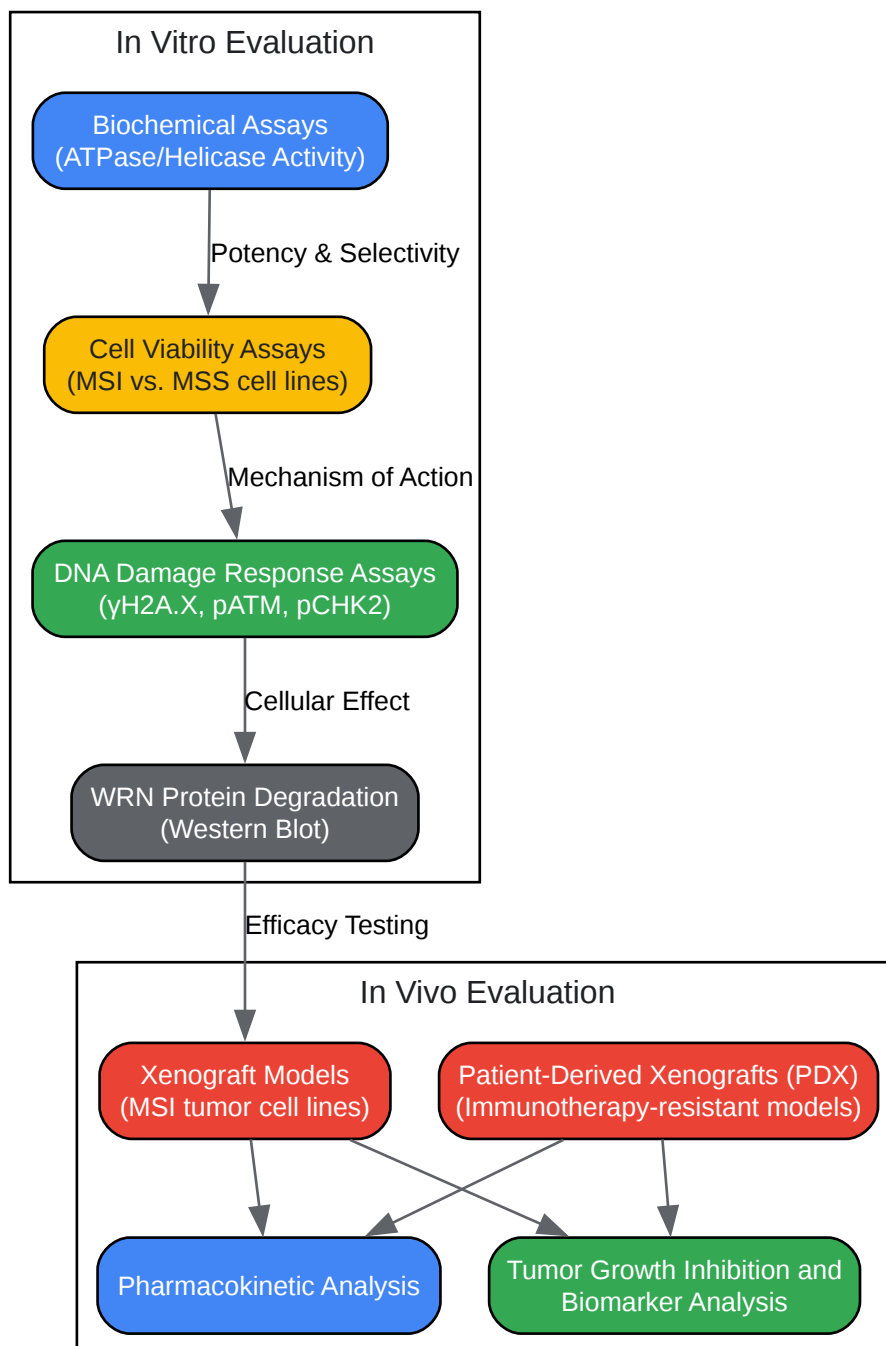 In Vitro Evaluation
Biochemical Assays
(ATPase/Helicase Activity)
Potency & Selectivity
Cell Viability Assays
(MSI vs. MSS cell lines)
Mechanism of Action
DNA Damage Response Assays
(γH2A.X, pATM, pCHK2)
Cellular Effect
WRN Protein Degradation
(Western Blot)
Efficacy Testing
In Vivo Evaluation
Xenograft Models
(MSI tumor cell lines)
Patient-Derived Xenografts (PDX)
(Immunotherapy-resistant models)
Pharmacokinetic Analysis
Tumor Growth Inhibition and
Biomarker Analysis